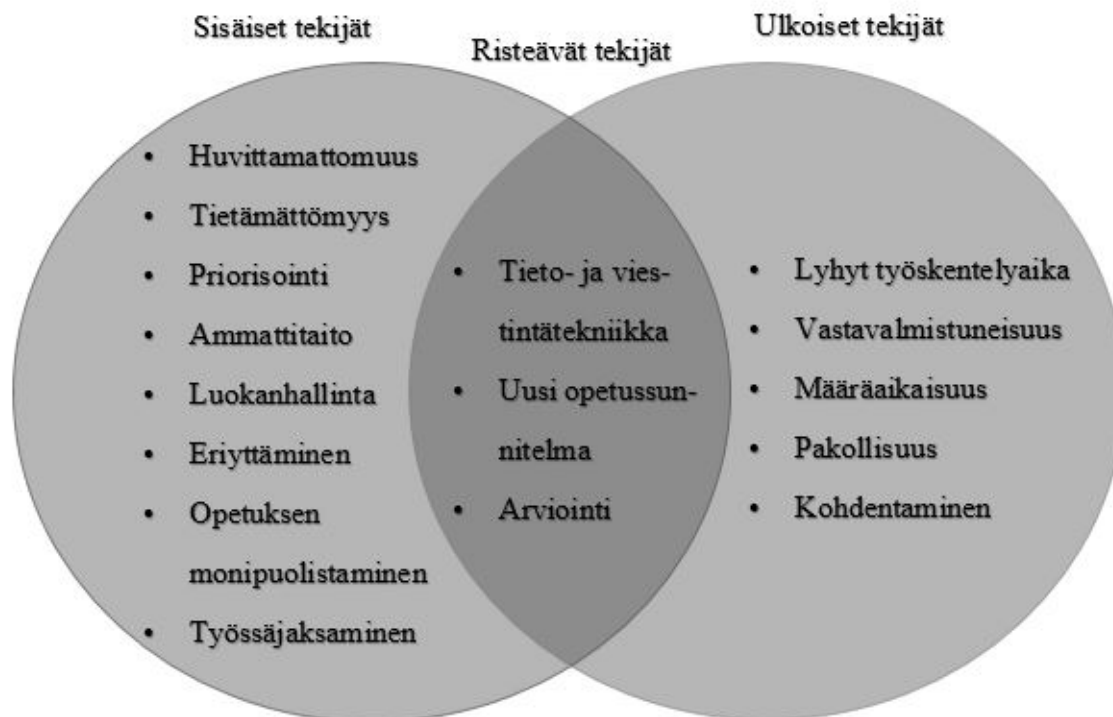 Sisäiset tekijät
Risteävät tekijät
Ulkoiset tekijät
• Huvittamattomuus
• Tietämättömyys
• Priorisointi
• Ammattitaito
• Luokanhallinta
• Eriyttäminen
• Opetuksen
monipuolistaminen
• Työssäjaksaminen
• Tieto- ja vies-
tintätekniikka
• Uusi opetussun-
nitelma
• Arviointi
• Lyhyt työskentelyaika
• Vastavalmistuneisuus
• Määräaikaisuus
• Pakollisuus
• Kohdentaminen